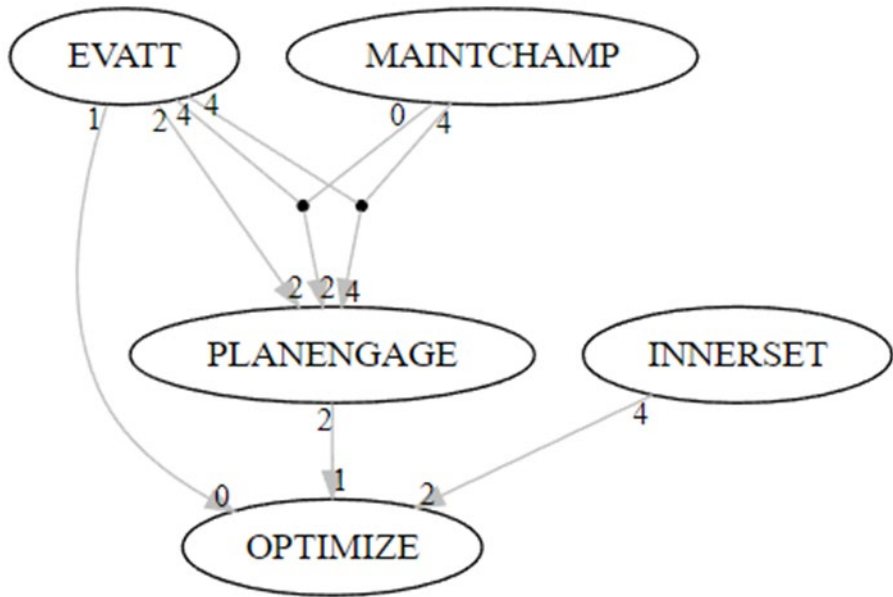 EVATT MAINTCHAMP
1 2 4 4 0 4
2 2 4
PLANENGAGE INNERSET
2 4
0 1 2
OPTIMIZE